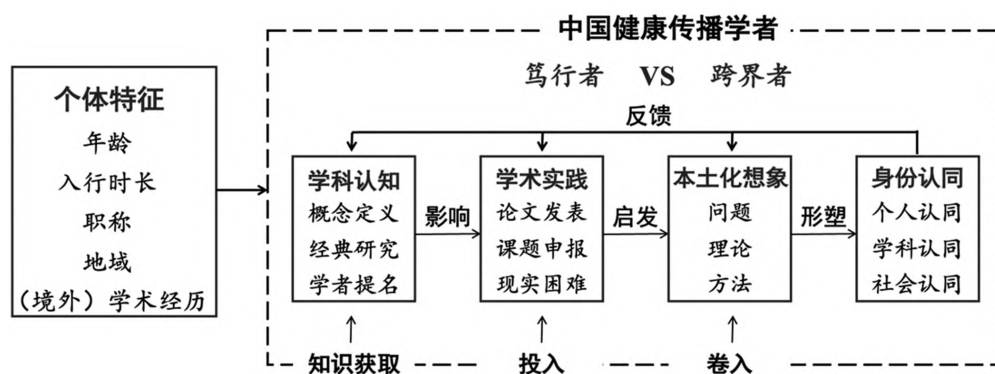 中国健康传播学者
笃行者 VS 跨界者
反馈
个体特征
年龄
入行时长
职称
地域
（境外）学术经历
学科认知
概念定义
经典研究
学者提名
影响
学术实践
论文发表
课题申报
现实困难
启发
本土化想象
问题
理论
方法
形塑
身份认同
个人认同
学科认同
社会认同
知识获取
投入
卷入